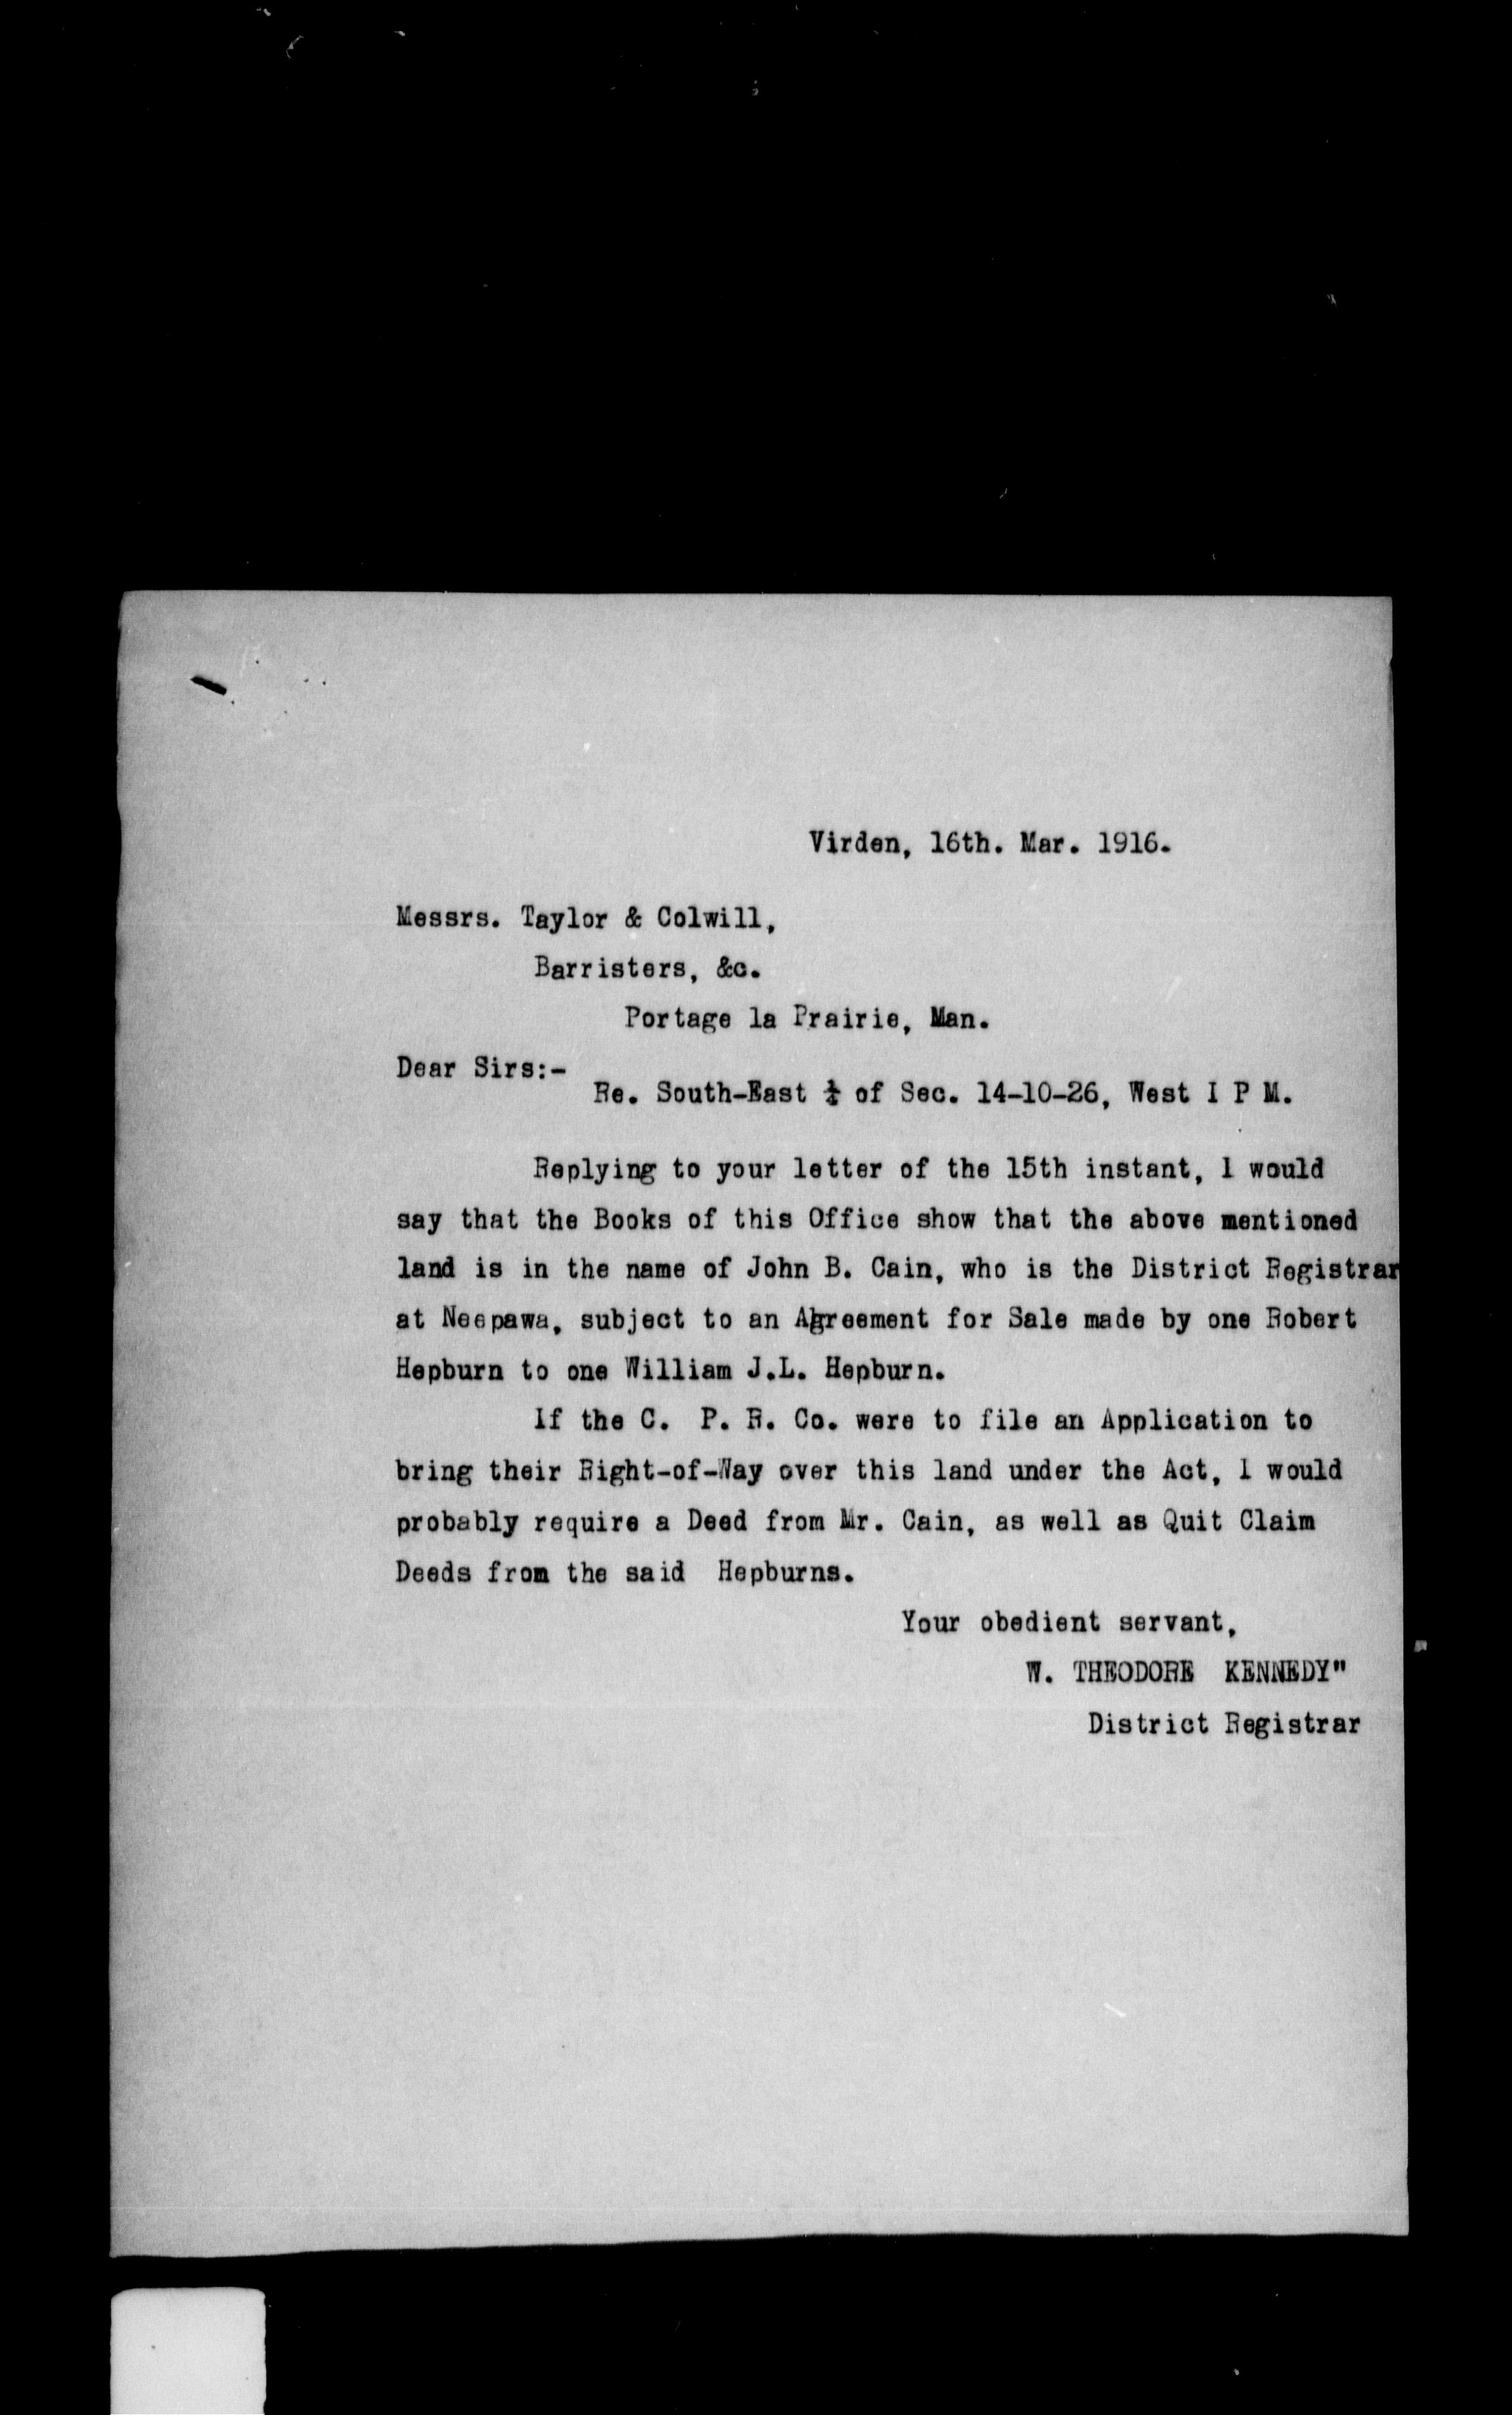 Virden, 16th. Mar. 1916.
Messrs. Taylor & Colwill,
Barristers, &c.
Portage la Prairie, Man.
Dear Sirs:-
Re. South-East ¼ of Sec. 14-10-26, West I P M.
Replying to your letter of the 15th instant, I would
say that the Books of this Office show that the above mentioned
land is in the name of John B. Cain, who is the District Registrar
at Neepawa, subject to an Agreement for Sale made by one Robert
Hepburn to one William J.L. Hepburn.
If the C. P. R. Co. were to file an Application to
bring their Right-of-Way over this land under the Act, I would
probably require a Deed from Mr. Cain, as well as Quit Claim
Deeds from the said Hepburns.
Your obedient servant,
W. THEODORE KENNEDY"
District Registrar